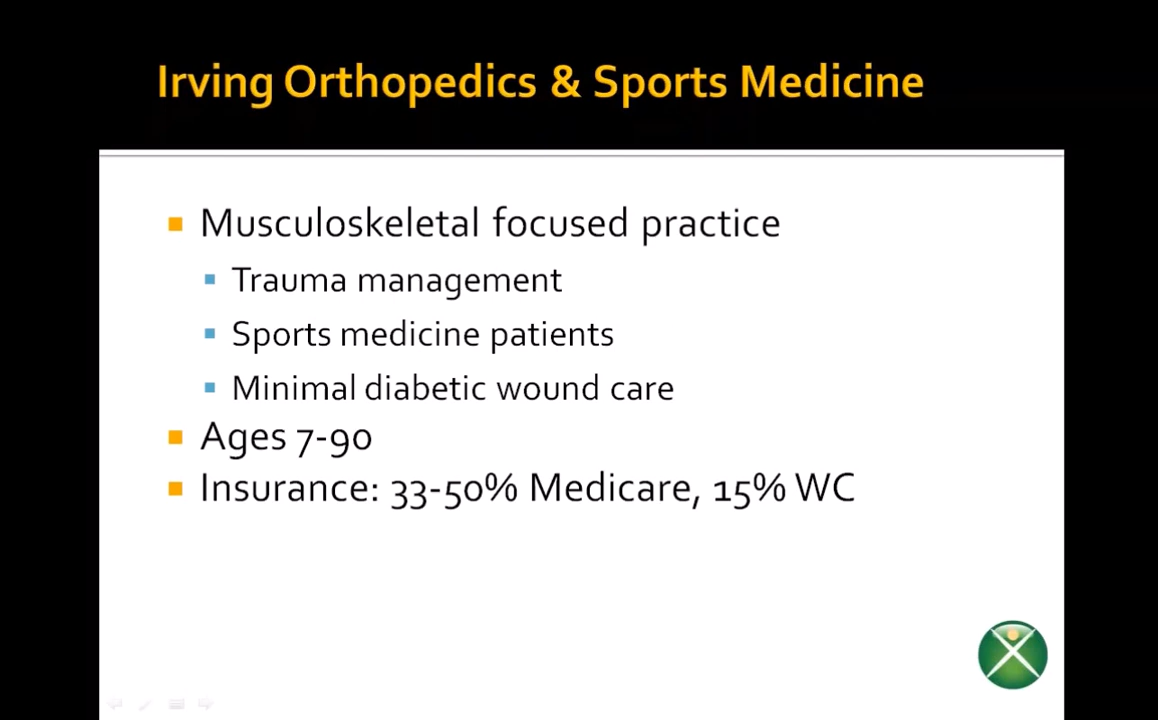 Irving Orthopedics & Sports Medicine
Musculoskeletal focused practice
Trauma management
Sports medicine patients
Minimal diabetic wound care
Ages 7-90
Insurance: 33-50% Medicare, 15% WC